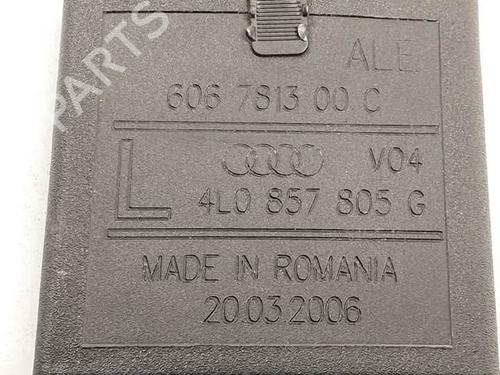 ALE
606 7813 00 C
L V04
4L0 857 805 G
MADE IN ROMANIA
20.03.2006
PARTS